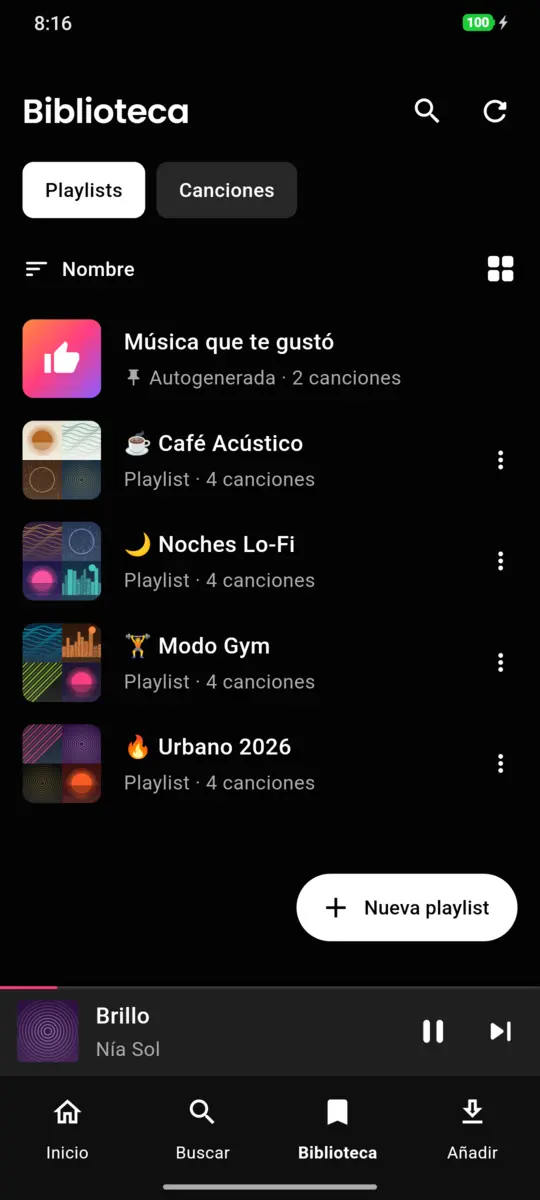 8:16
100
Biblioteca
Playlists
Canciones
Nombre
Música que te gustó
Autogenerada · 2 canciones
☕ Café Acústico
Playlist · 4 canciones
🌙 Noches Lo-Fi
Playlist · 4 canciones
🏋️ Modo Gym
Playlist · 4 canciones
🔥 Urbano 2026
Playlist · 4 canciones
Nueva playlist
Brillo
Nía Sol
Inicio
Buscar
Biblioteca
Añadir